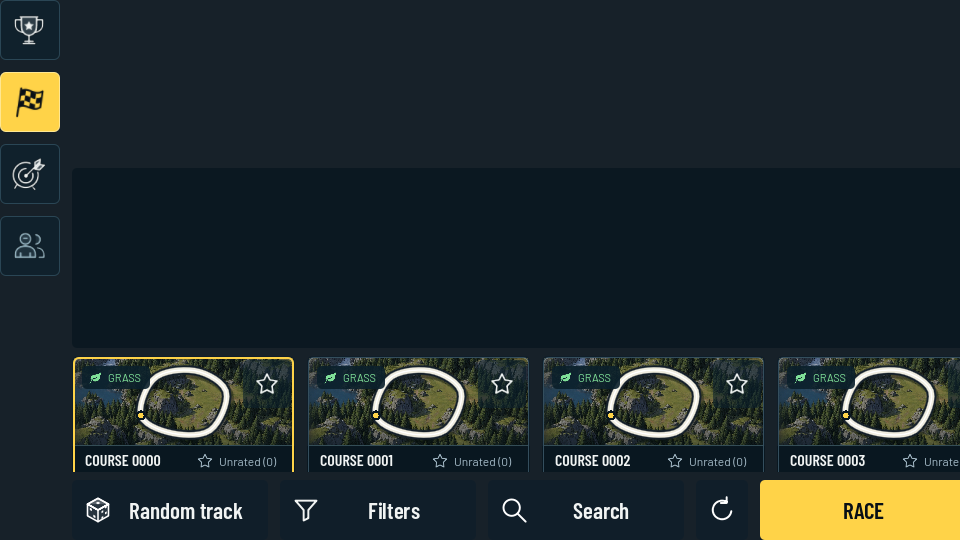 GRASS
GRASS
GRASS
GRASS
COURSE 0000 Unrated (0)
COURSE 0001 Unrated (0)
COURSE 0002 Unrated (0)
COURSE 0003 Unrate
Random track
Filters
Search
RACE